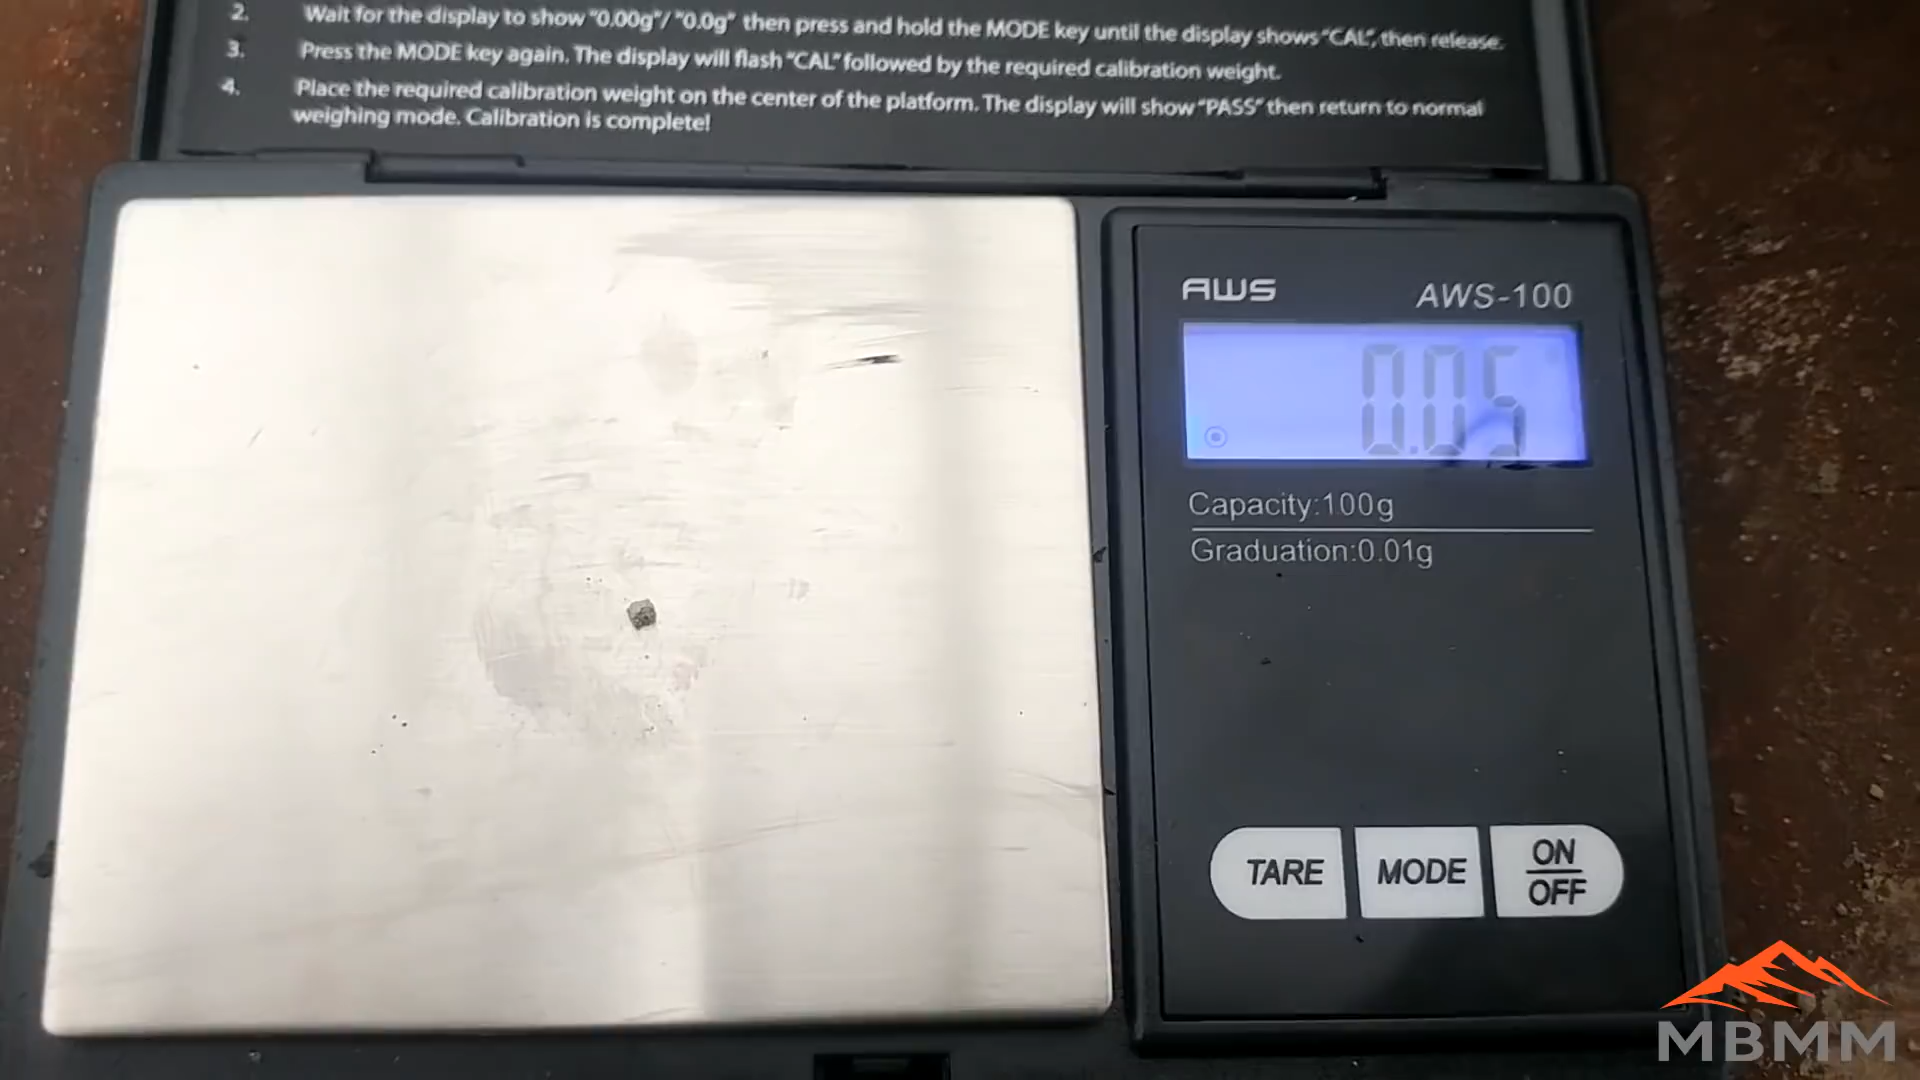 2. Wait for the display to show "0.00g"/ "0.0g" then press and hold the MODE key until the display shows "CAL", then release.
3. Press the MODE key again. The display will flash "CAL" followed by the required calibration weight.
4. Place the required calibration weight on the center of the platform. The display will show "PASS" then return to normal
weighing mode. Calibration is complete!
AWS AWS-100
0.05
Capacity:100g
Graduation:0.01g
TARE MODE ON
OFF
MBMM